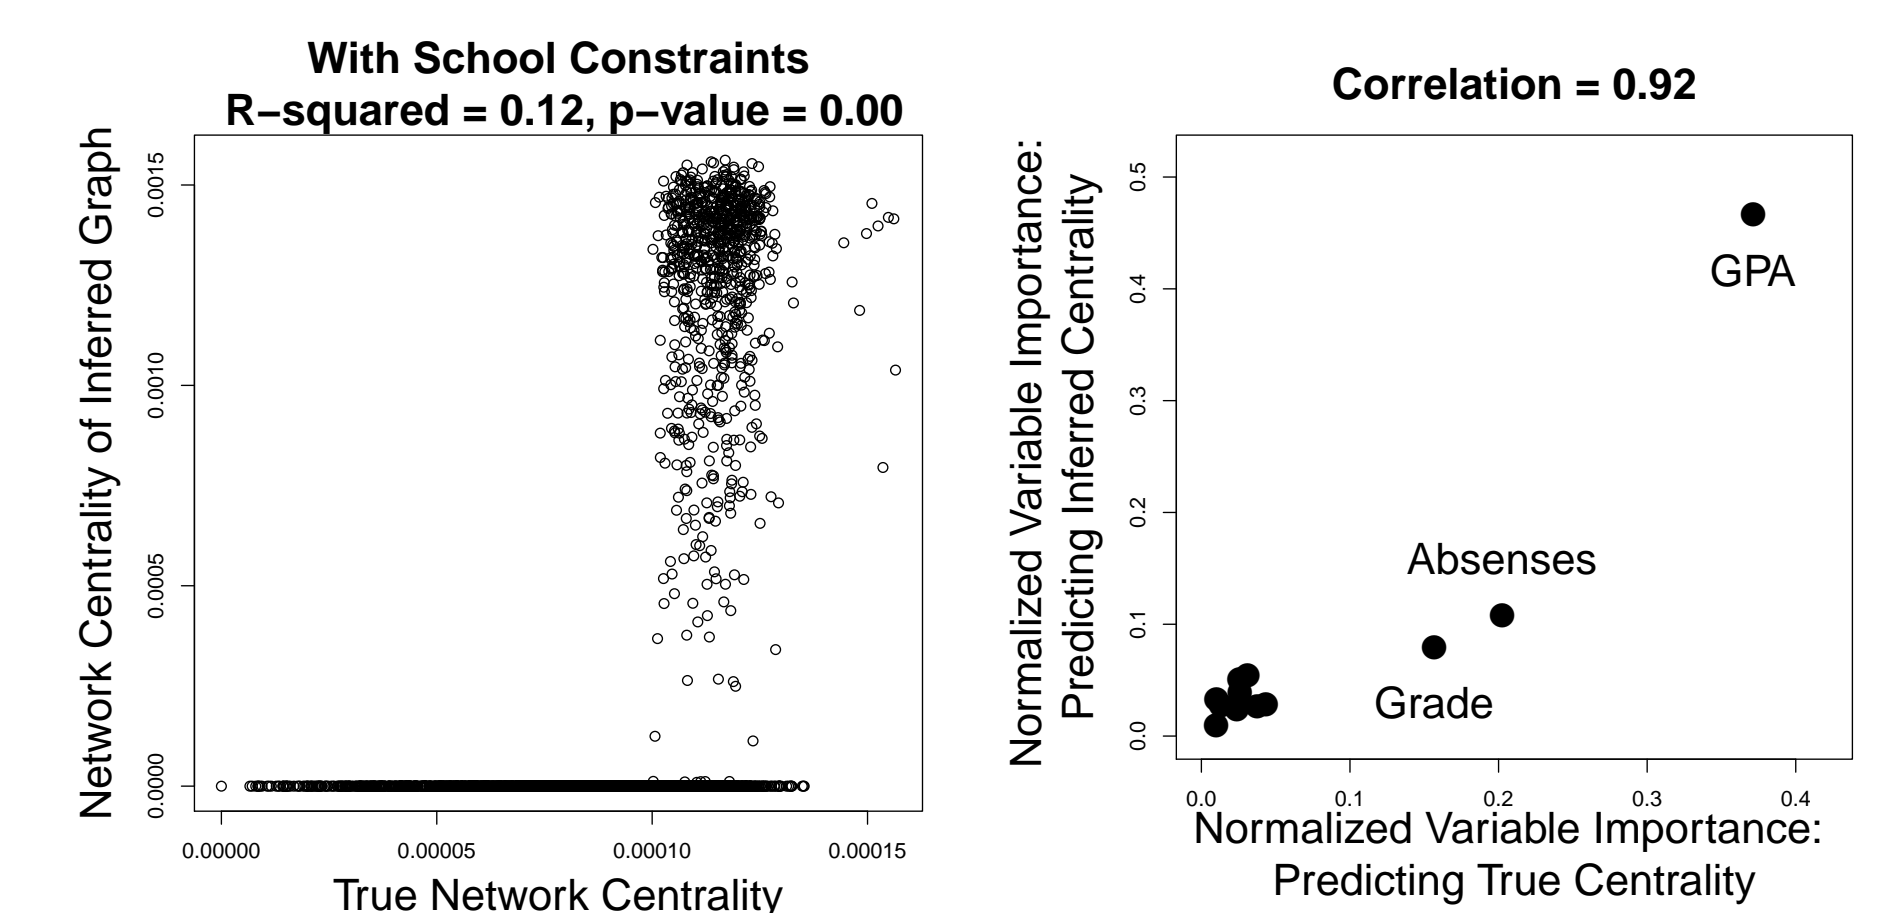 With School Constraints
R−squared = 0.12, p−value = 0.00
Network Centrality of Inferred Graph
0.0015
0.0010
0.0005
0.0000
0.00000 0.00005 0.00010 0.00015
True Network Centrality
Correlation = 0.92
Normalized Variable Importance:
Predicting Inferred Centrality
0.5
0.4
0.3
0.2
0.1
0.0
GPA
Absenses
Grade
0.0 0.1 0.2 0.3 0.4
Normalized Variable Importance:
Predicting True Centrality